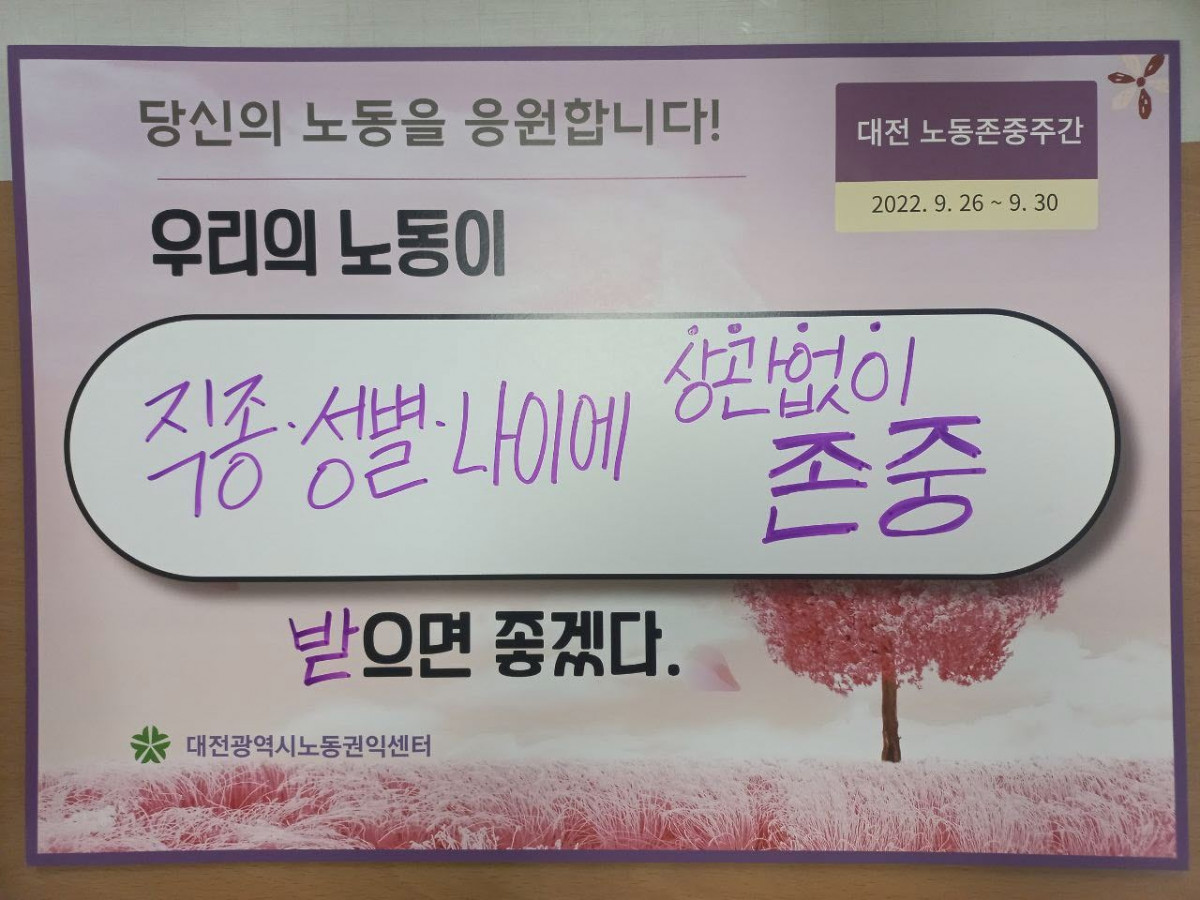 당신의 노동을 응원합니다!
대전 노동존중주간
2022. 9. 26 ~ 9. 30
우리의 노동이
직종·성별·나이에 상관없이
존중
받으면 좋겠다.
대전광역시노동권익센터